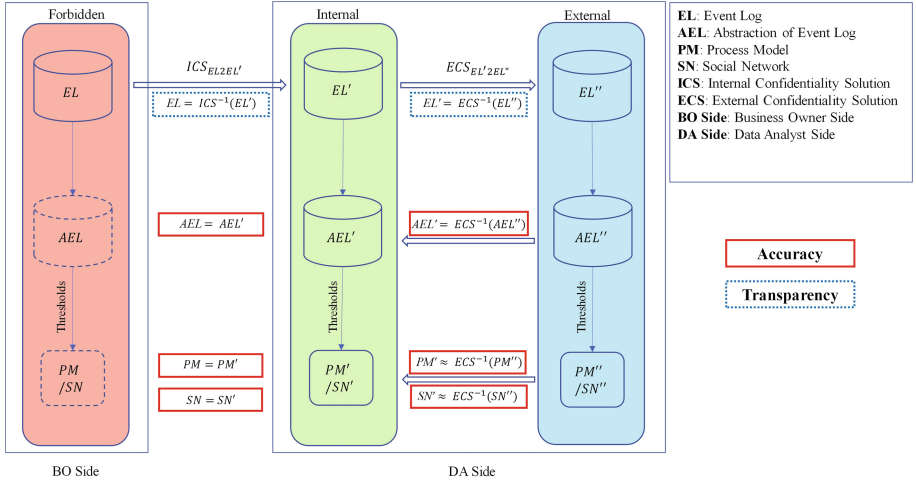 Forbidden
Internal
External
EL: Event Log
AEL: Abstraction of Event Log
PM: Process Model
SN: Social Network
ICS: Internal Confidentiality Solution
ECS: External Confidentiality Solution
BO Side: Business Owner Side
DA Side: Data Analyst Side
EL
ICS_EL2EL′
EL = ICS⁻¹(EL′)
EL′
ECS_EL′2EL"
EL′ = ECS⁻¹(EL′′)
EL′′
AEL
AEL = AEL′
AEL′
AEL′ = ECS⁻¹(AEL′′)
AEL′′
Accuracy
Transparency
Thresholds
Thresholds
Thresholds
PM
/SN
PM = PM′
SN = SN′
PM′
/SN′
PM′ ≈ ECS⁻¹(PM′′)
SN′ ≈ ECS⁻¹(SN′′)
PM′′
/SN′′
BO Side
DA Side